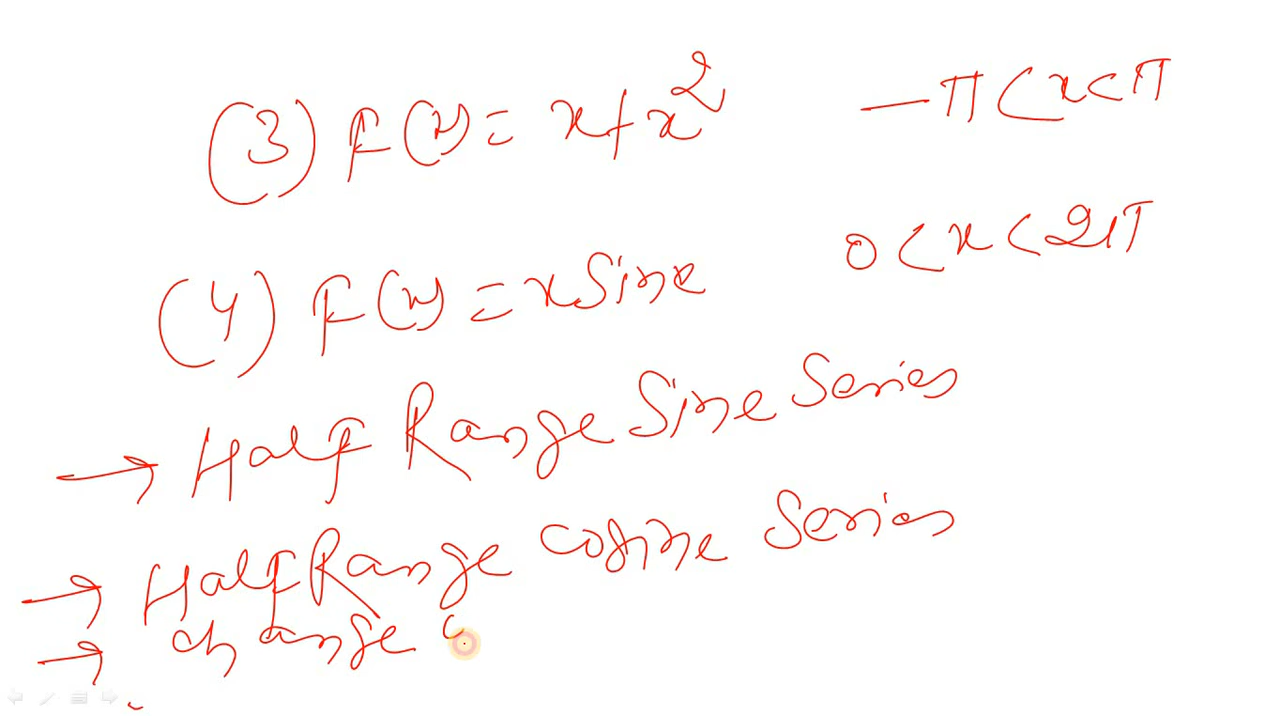 (3) F(x) = x+x² -π<x<π
(4) F(x) = x Sinx 0<x<2π
→ Half Range Sine Series
→ Half Range cosine Series
→ change